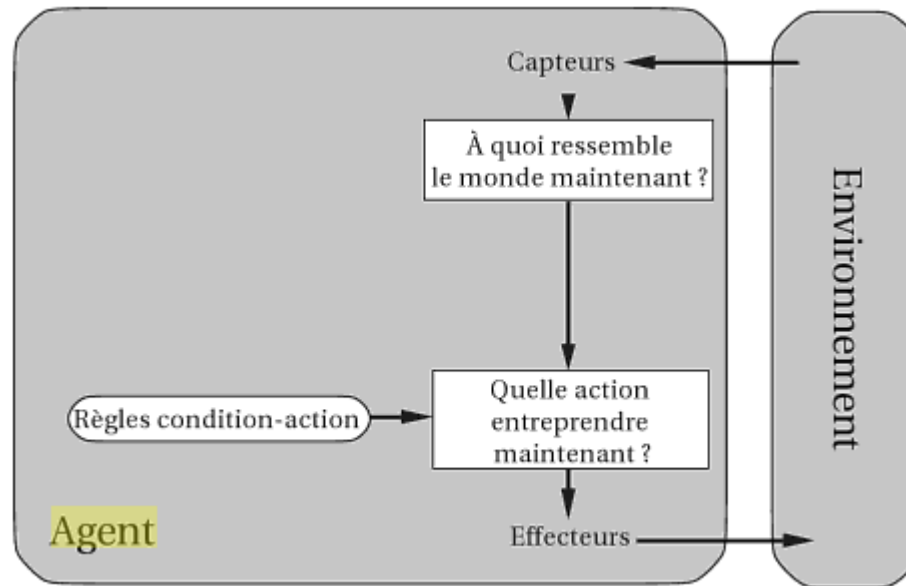 Capteurs
À quoi ressemble
le monde maintenant ?
Environnement
Quelle action
entreprendre
maintenant ?
Règles condition-action
Agent
Effecteurs